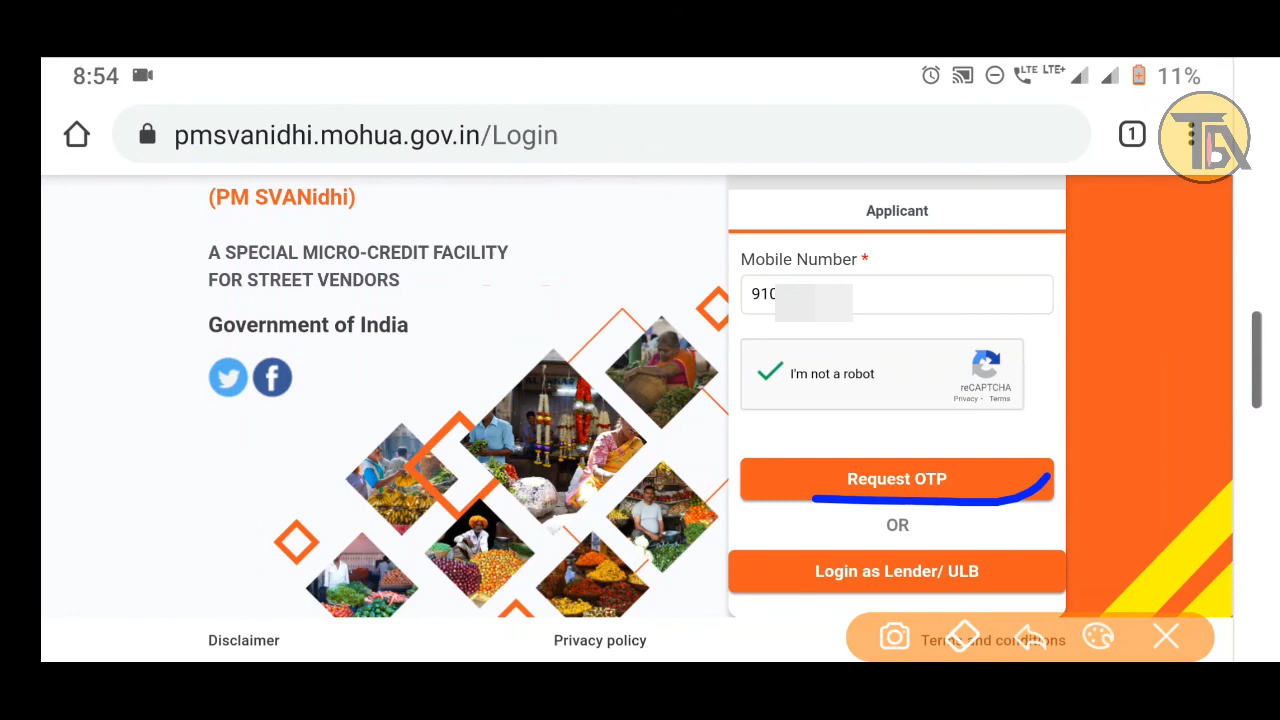 8:54
LTE LTE+ 11%
pmsvanidhi.mohua.gov.in/Login
1
TBA
(PM SVANidhi)
A SPECIAL MICRO-CREDIT FACILITY
FOR STREET VENDORS
Government of India
Applicant
Mobile Number *
910
I'm not a robot
reCAPTCHA
Privacy - Terms
Request OTP
OR
Login as Lender/ ULB
Disclaimer
Privacy policy
Terms and conditions